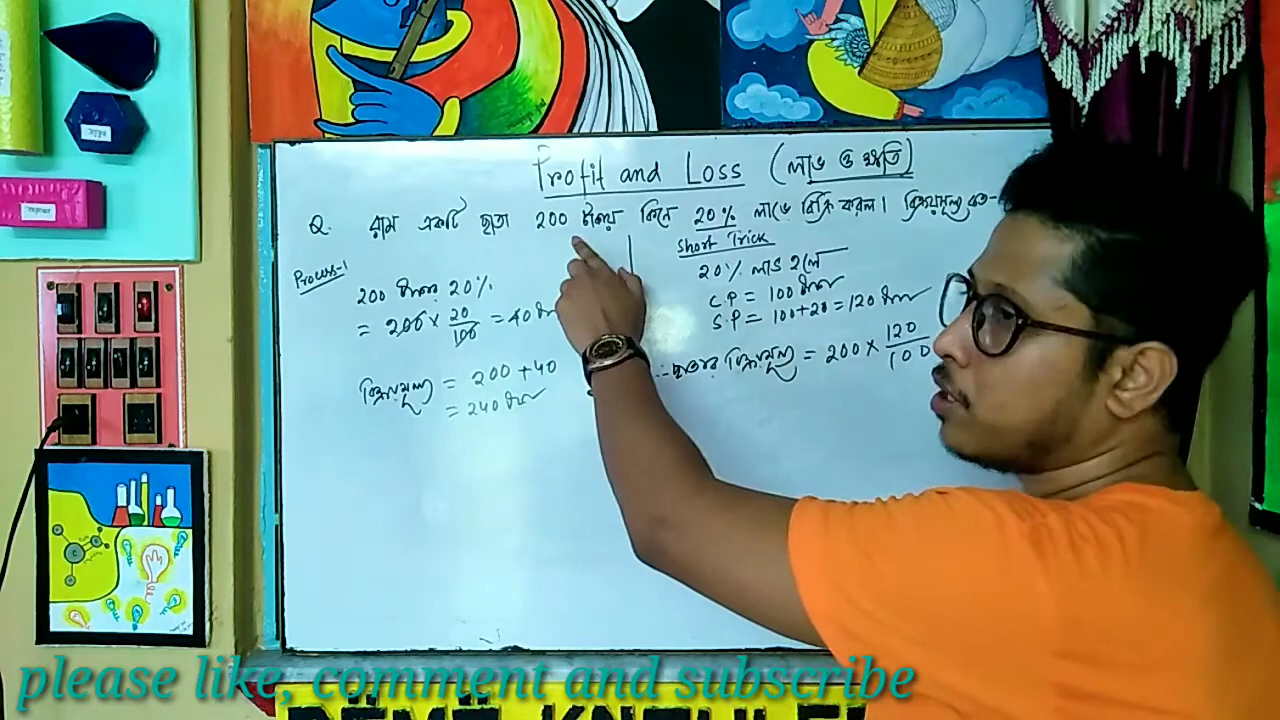 Profit and Loss (লাভ ও ক্ষতি)
Q. রাম একটি ছাতা 200 টাকায় কিনে 20% লাভে বিক্রি করল। বিক্রয়মূল্য কত-
Process-1
200 টাকার 20%
= 200 × 20/100 = 40
বিক্রয়মূল্য = 200 + 40
= 240 টাকা
Short Trick
20% লাভ হলে
C.P = 100 টাকা
S.P = 100+20 = 120 টাকা
∴ ছাতার বিক্রয়মূল্য = 200 × 120/100
please like, comment and subscribe